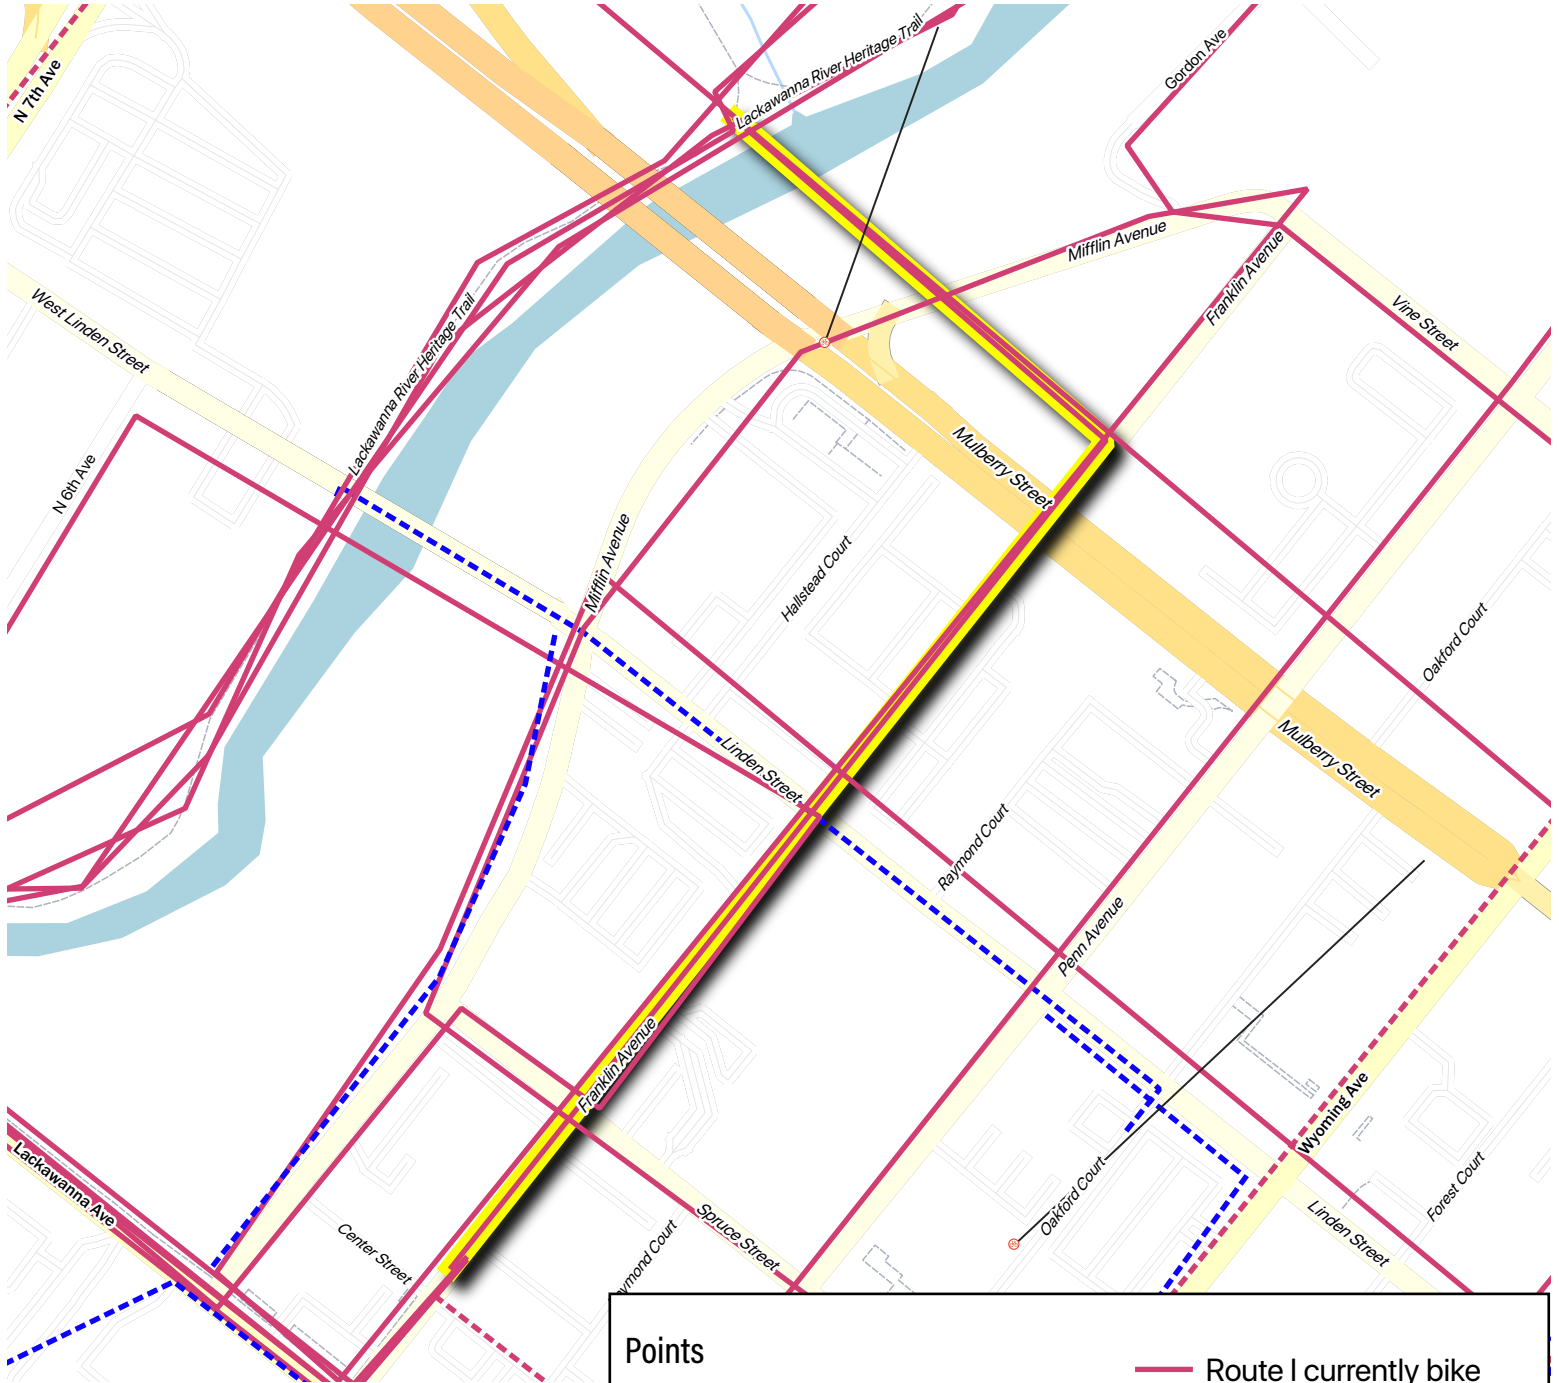 Lackawanna River Heritage Trail
Gordon Ave
N 7th Ave
Mifflin Avenue
Franklin Avenue
Vine Street
West Linden Street
Lackawanna River Heritage Trail
N 6th Ave
Mulberry Street
Mifflin Avenue
Hallstead Court
Oakford Court
Linden Street
Mulberry Street
Raymond Court
Penn Avenue
Franklin Avenue
Wyoming Ave
Lackawanna Ave
Oakford Court
Forest Court
Spruce Street
Center Street
ymond Court
Linden Street
Points
Route I currently bike